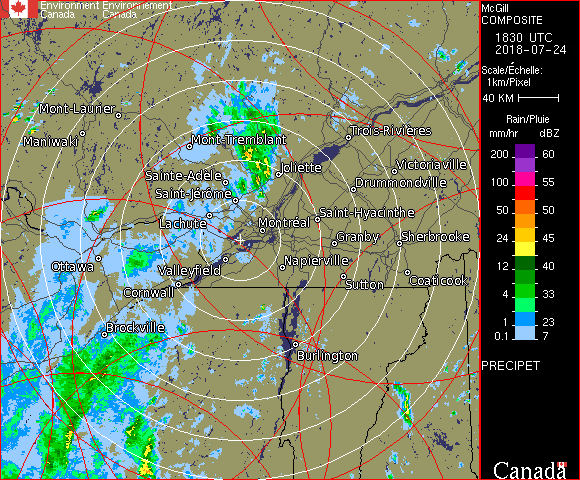 Environment Environnement
Canada Canada
McGill
COMPOSITE
1830 UTC
2018-07-24
Scale/Échelle:
1km/Pixel
40 KM
Rain/Pluie
mm/hr dBZ
200 60
100 55
50 50
24 45
12 40
4 33
1 23
0.1 7
PRECIPET
Canada
Mont-Laurier
Maniwaki
Mont-Tremblant
Trois-Rivières
Sainte-Adèle
Joliette
Victoriaville
Saint-Jérôme
Drummondville
Lachute
Montréal
Saint-Hyacinthe
Granby
Sherbrooke
Ottawa
Valleyfield
Napierville
Cornwall
Sutton
Coaticook
Brockville
Burlington